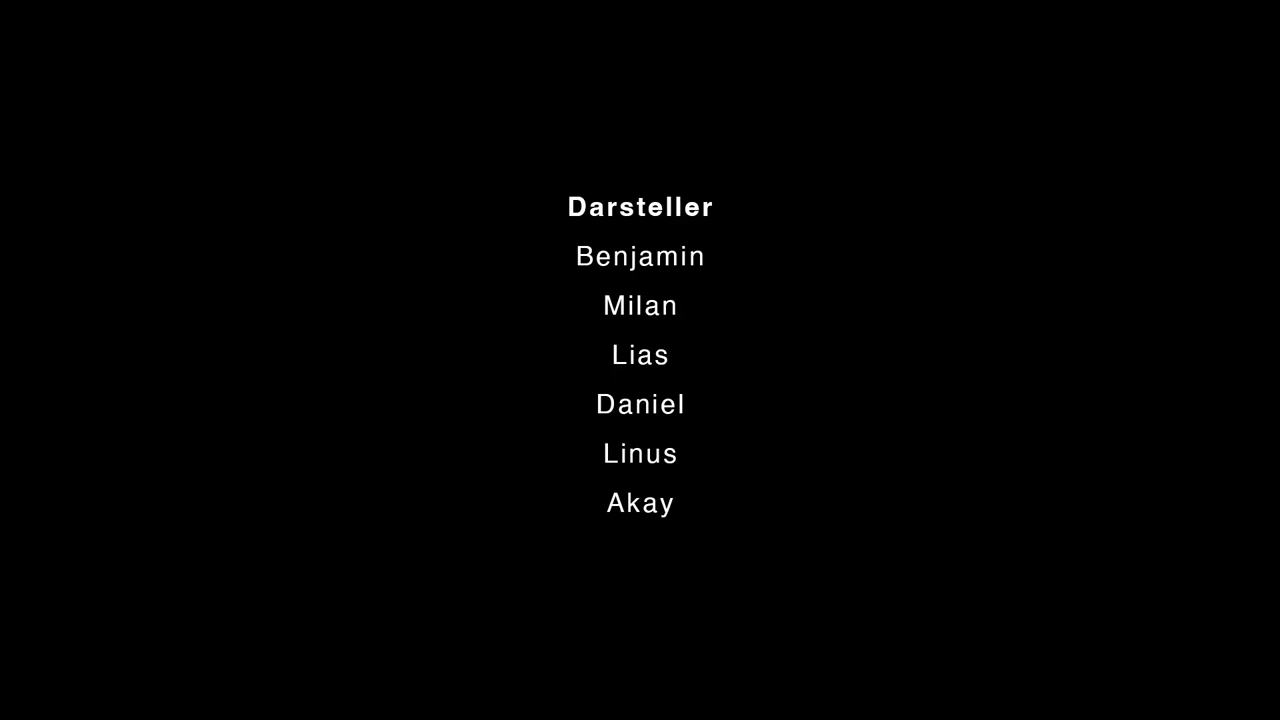 Darsteller
Benjamin
Milan
Lias
Daniel
Linus
Akay